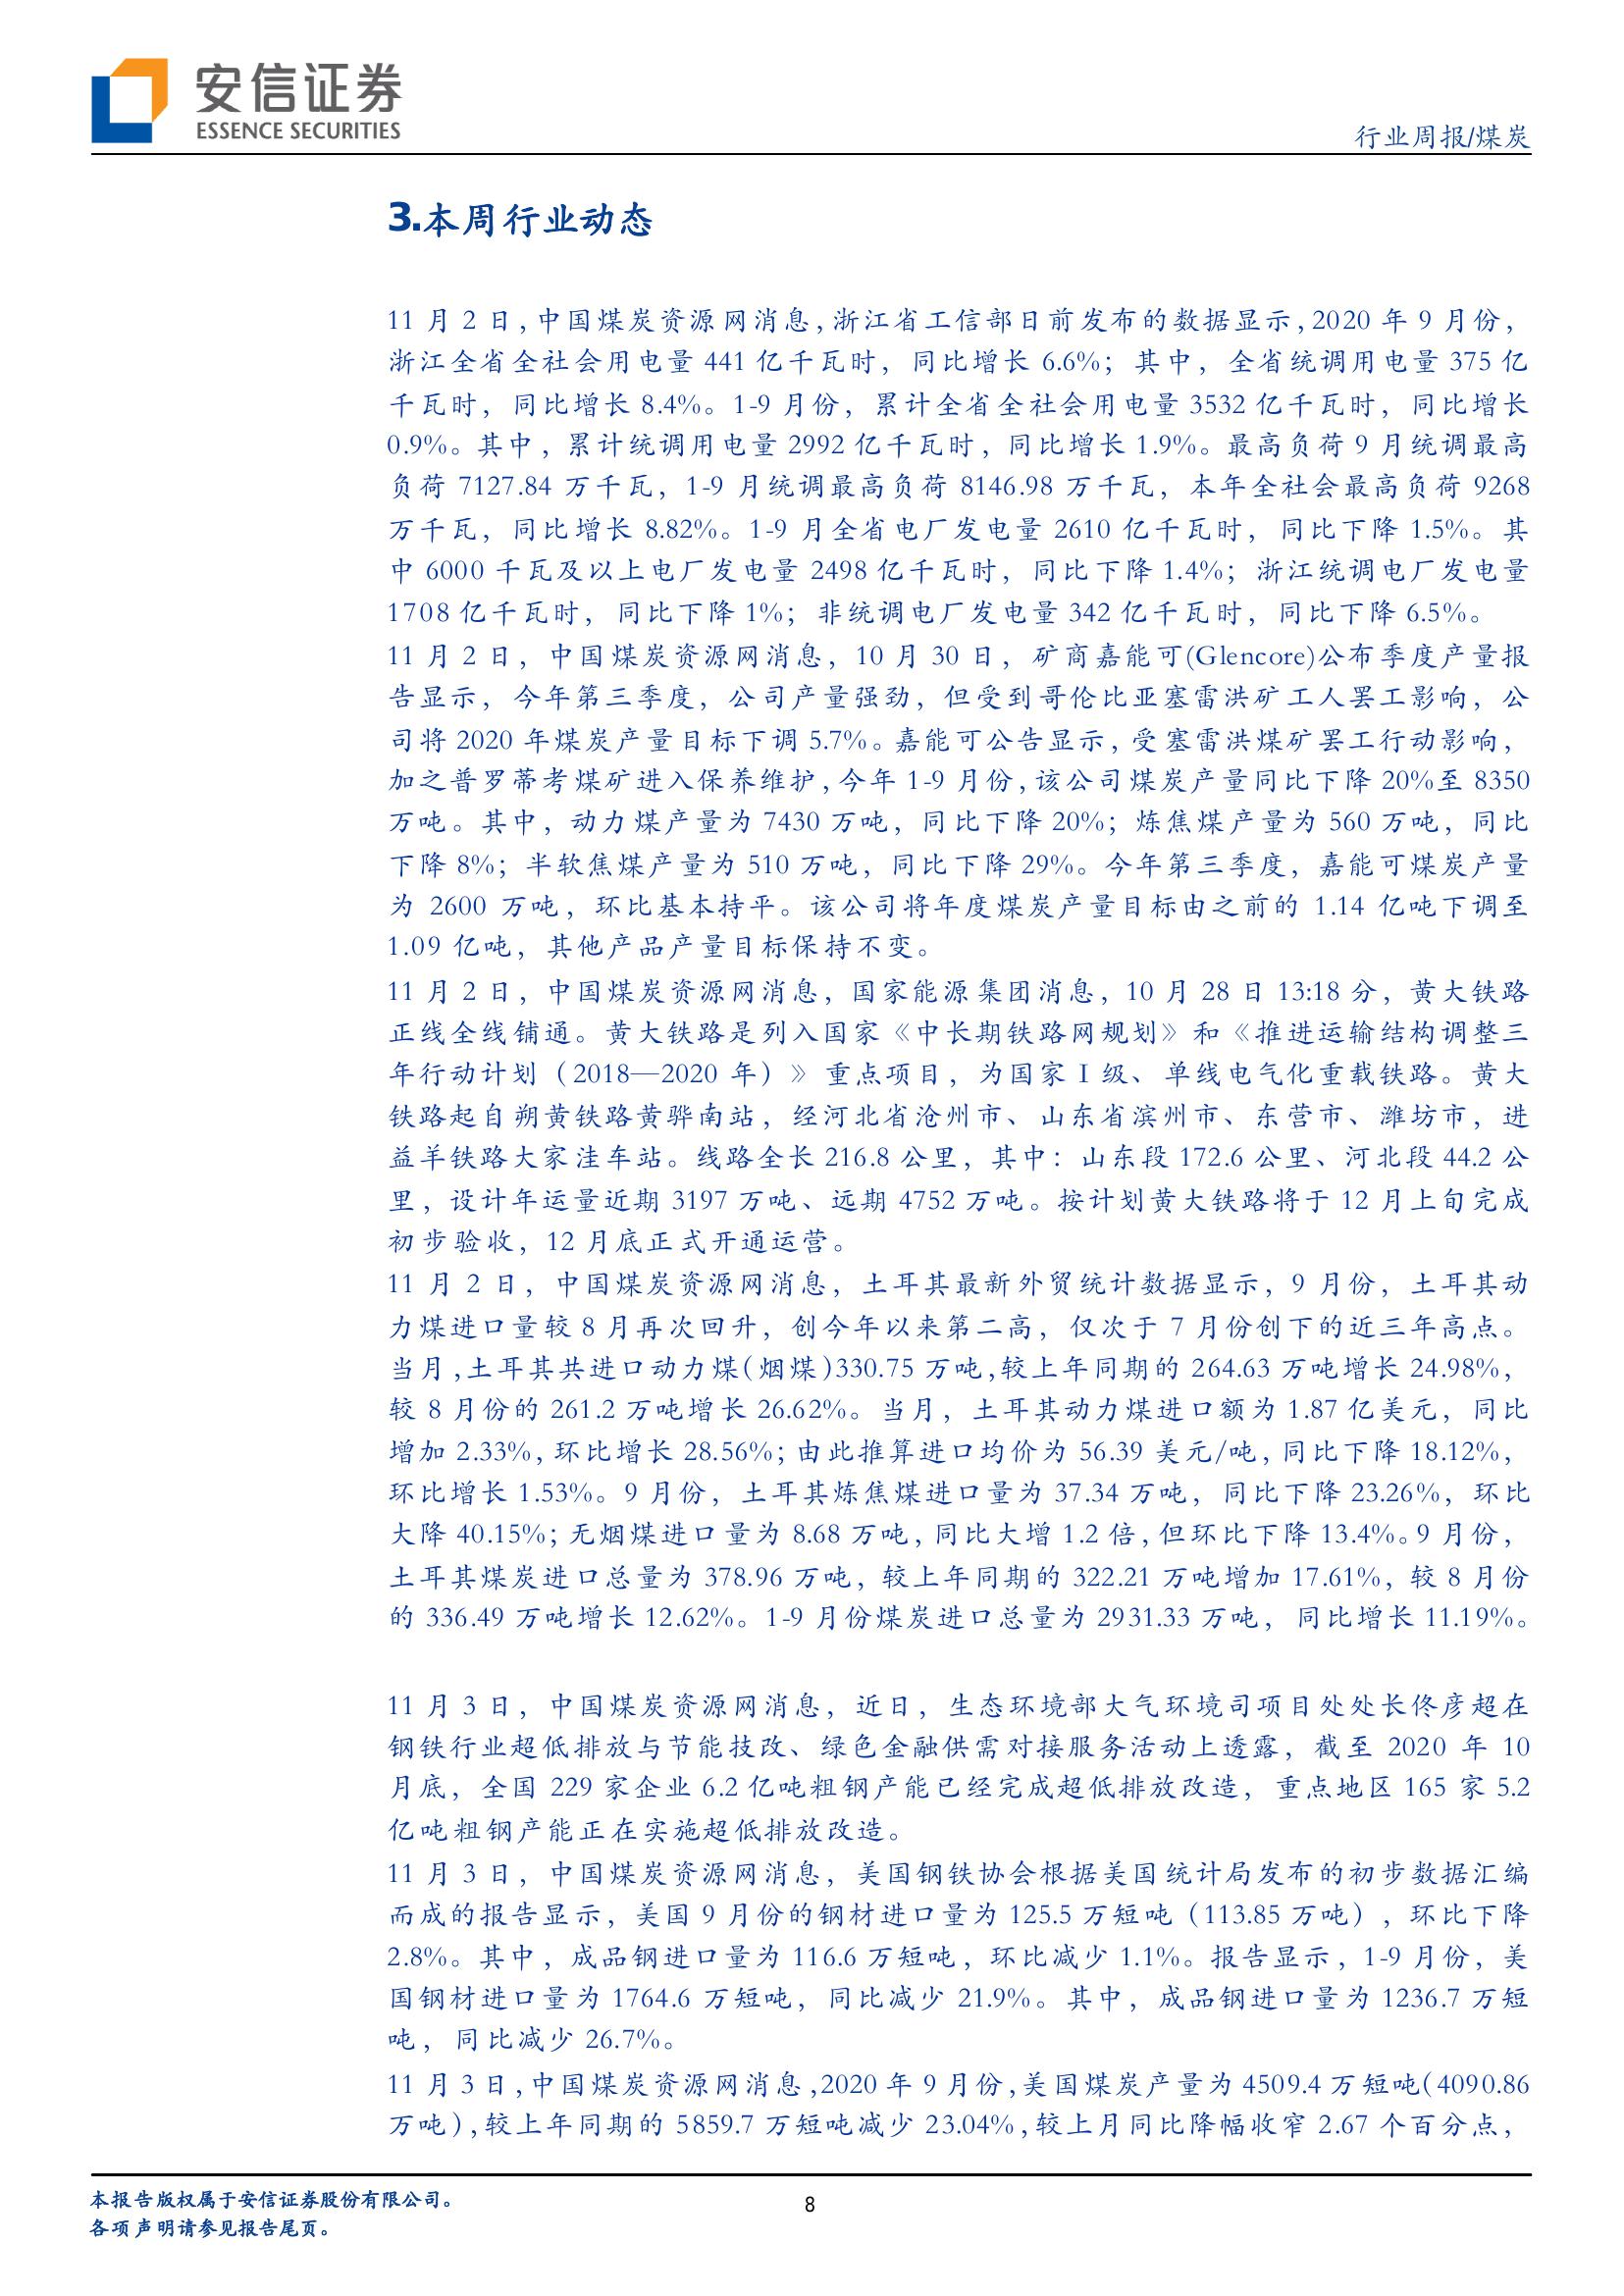 安信证券
ESSENCE SECURITIES
行业周报/煤炭
3.本周行业动态
11 月 2 日，中国煤炭资源网消息，浙江省工信部日前发布的数据显示，2020 年 9 月份，
浙江全省全社会用电量 441 亿千瓦时，同比增长 6.6%；其中，全省统调用电量 375 亿
千瓦时，同比增长 8.4%。1-9 月份，累计全省全社会用电量 3532 亿千瓦时，同比增长
0.9%。其中，累计统调用电量 2992 亿千瓦时，同比增长 1.9%。最高负荷 9 月统调最高
负荷 7127.84 万千瓦，1-9 月统调最高负荷 8146.98 万千瓦，本年全社会最高负荷 9268
万千瓦，同比增长 8.82%。1-9 月全省电厂发电量 2610 亿千瓦时，同比下降 1.5%。其
中 6000 千瓦及以上电厂发电量 2498 亿千瓦时，同比下降 1.4%；浙江统调电厂发电量
1708 亿千瓦时，同比下降 1%；非统调电厂发电量 342 亿千瓦时，同比下降 6.5%。
11 月 2 日，中国煤炭资源网消息，10 月 30 日，矿商嘉能可(Glencore)公布季度产量报
告显示，今年第三季度，公司产量强劲，但受到哥伦比亚塞雷洪矿工人罢工影响，公
司将 2020 年煤炭产量目标下调 5.7%。嘉能可公告显示，受塞雷洪煤矿罢工行动影响，
加之普罗蒂考煤矿进入保养维护，今年 1-9 月份，该公司煤炭产量同比下降 20%至 8350
万吨。其中，动力煤产量为 7430 万吨，同比下降 20%；炼焦煤产量为 560 万吨，同比
下降 8%；半软焦煤产量为 510 万吨，同比下降 29%。今年第三季度，嘉能可煤炭产量
为 2600 万吨，环比基本持平。该公司将年度煤炭产量目标由之前的 1.14 亿吨下调至
1.09 亿吨，其他产品产量目标保持不变。
11 月 2 日，中国煤炭资源网消息，国家能源集团消息，10 月 28 日 13:18 分，黄大铁路
正线全线铺通。黄大铁路是列入国家《中长期铁路网规划》和《推进运输结构调整三
年行动计划（2018—2020 年）》重点项目，为国家 I 级、单线电气化重载铁路。黄大
铁路起自朔黄铁路黄骅南站，经河北省沧州市、山东省滨州市、东营市、潍坊市，进
益羊铁路大家洼车站。线路全长 216.8 公里，其中：山东段 172.6 公里、河北段 44.2 公
里，设计年运量近期 3197 万吨、远期 4752 万吨。按计划黄大铁路将于 12 月上旬完成
初步验收，12 月底正式开通运营。
11 月 2 日，中国煤炭资源网消息，土耳其最新外贸统计数据显示，9 月份，土耳其动
力煤进口量较 8 月再次回升，创今年以来第二高，仅次于 7 月份创下的近三年高点。
当月，土耳其共进口动力煤(烟煤)330.75 万吨，较上年同期的 264.63 万吨增长 24.98%，
较 8 月份的 261.2 万吨增长 26.62%。当月，土耳其动力煤进口额为 1.87 亿美元，同比
增加 2.33%，环比增长 28.56%；由此推算进口均价为 56.39 美元/吨，同比下降 18.12%，
环比增长 1.53%。9 月份，土耳其炼焦煤进口量为 37.34 万吨，同比下降 23.26%，环比
大降 40.15%；无烟煤进口量为 8.68 万吨，同比大增 1.2 倍，但环比下降 13.4%。9 月份，
土耳其煤炭进口总量为 378.96 万吨，较上年同期的 322.21 万吨增加 17.61%，较 8 月份
的 336.49 万吨增长 12.62%。1-9 月份煤炭进口总量为 2931.33 万吨，同比增长 11.19%。
11 月 3 日，中国煤炭资源网消息，近日，生态环境部大气环境司项目处处长佟彦超在
钢铁行业超低排放与节能技改、绿色金融供需对接服务活动上透露，截至 2020 年 10
月底，全国 229 家企业 6.2 亿吨粗钢产能已经完成超低排放改造，重点地区 165 家 5.2
亿吨粗钢产能正在实施超低排放改造。
11 月 3 日，中国煤炭资源网消息，美国钢铁协会根据美国统计局发布的初步数据汇编
而成的报告显示，美国 9 月份的钢材进口量为 125.5 万短吨（113.85 万吨），环比下降
2.8%。其中，成品钢进口量为 116.6 万短吨，环比减少 1.1%。报告显示，1-9 月份，美
国钢材进口量为 1764.6 万短吨，同比减少 21.9%。其中，成品钢进口量为 1236.7 万短
吨，同比减少 26.7%。
11 月 3 日，中国煤炭资源网消息，2020 年 9 月份，美国煤炭产量为 4509.4 万短吨(4090.86
万吨)，较上年同期的 5859.7 万短吨减少 23.04%，较上月同比降幅收窄 2.67 个百分点，
本报告版权属于安信证券股份有限公司。
各项声明请参见报告尾页。
8